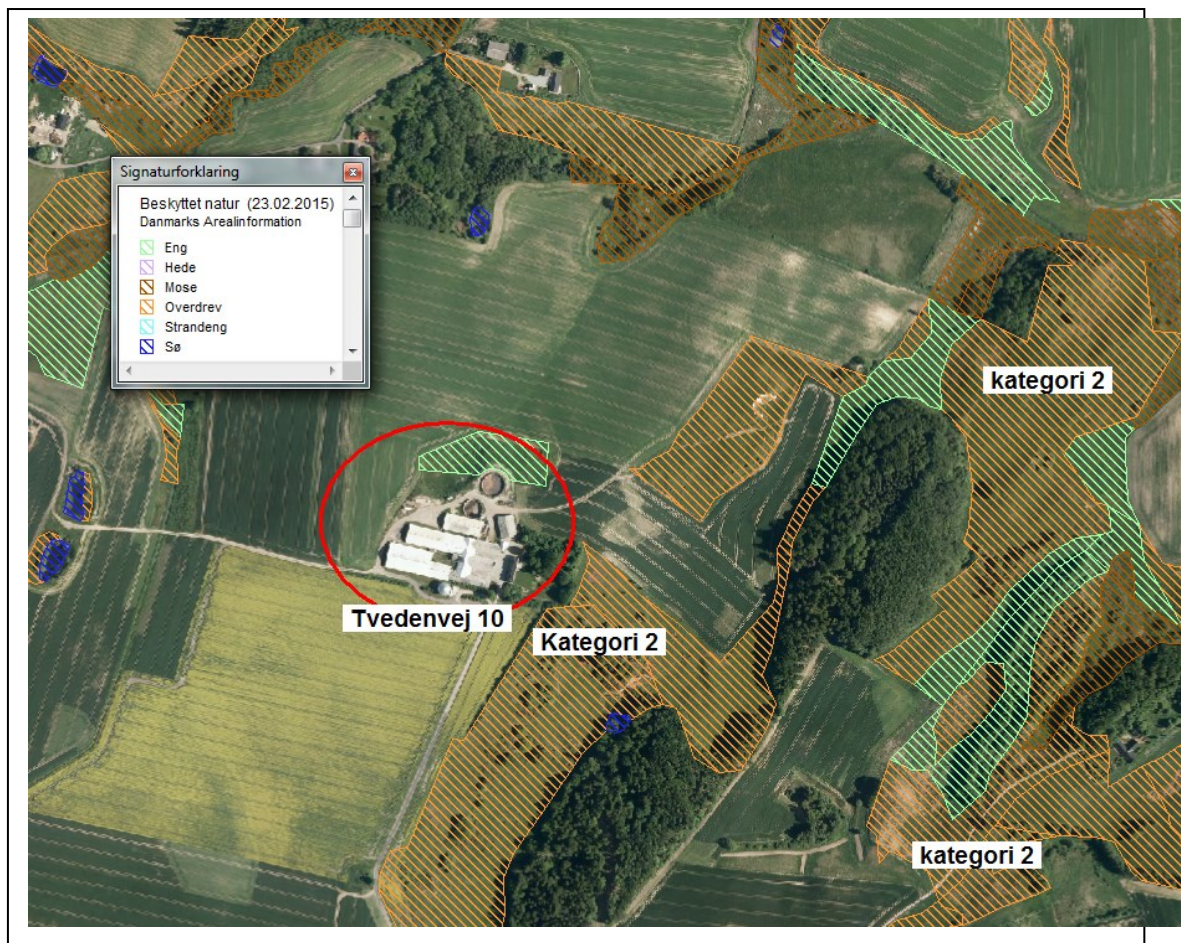 Signaturforklaring
Beskyttet natur (23.02.2015)
Danmarks Arealinformation
Eng
Hede
Mose
Overdrev
Strandeng
Sø
kategori 2
Tvedenvej 10
Kategori 2
kategori 2